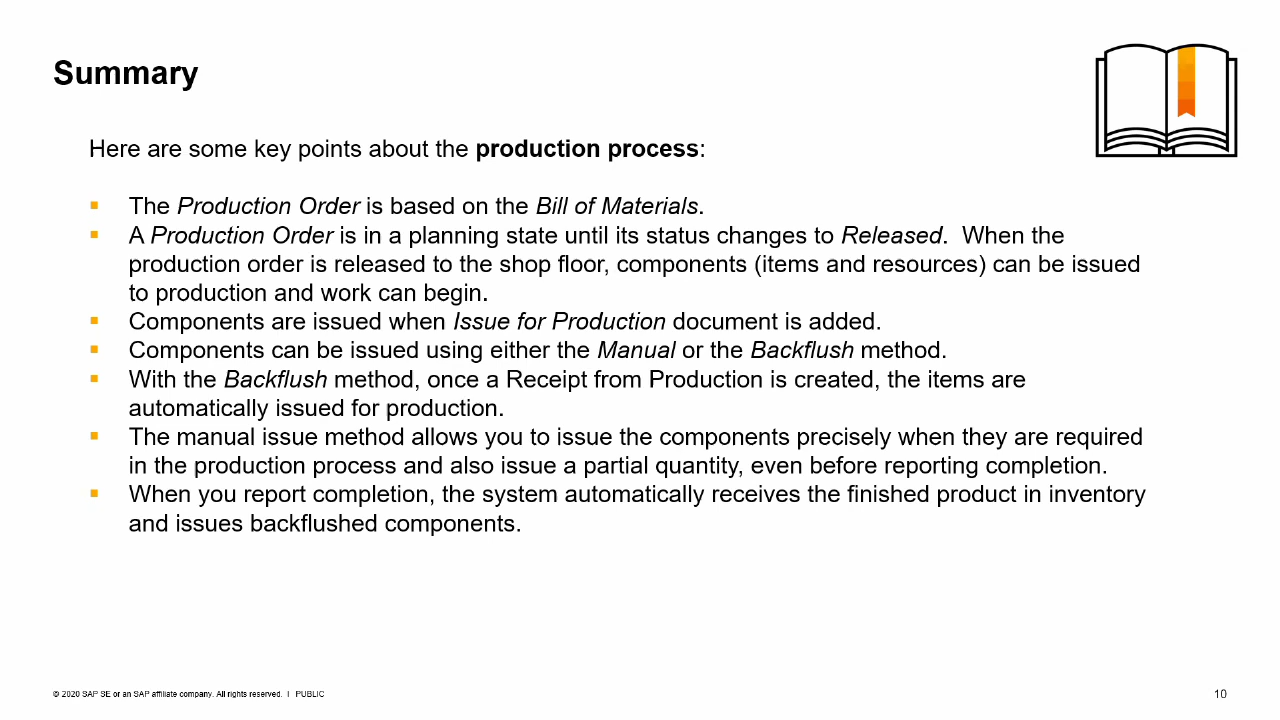 Summary
Here are some key points about the production process:
▪ The Production Order is based on the Bill of Materials.
▪ A Production Order is in a planning state until its status changes to Released.  When the
production order is released to the shop floor, components (items and resources) can be issued
to production and work can begin.
▪ Components are issued when Issue for Production document is added.
▪ Components can be issued using either the Manual or the Backflush method.
▪ With the Backflush method, once a Receipt from Production is created, the items are
automatically issued for production.
▪ The manual issue method allows you to issue the components precisely when they are required
in the production process and also issue a partial quantity, even before reporting completion.
▪ When you report completion, the system automatically receives the finished product in inventory
and issues backflushed components.
© 2020 SAP SE or an SAP affiliate company. All rights reserved. I PUBLIC
10